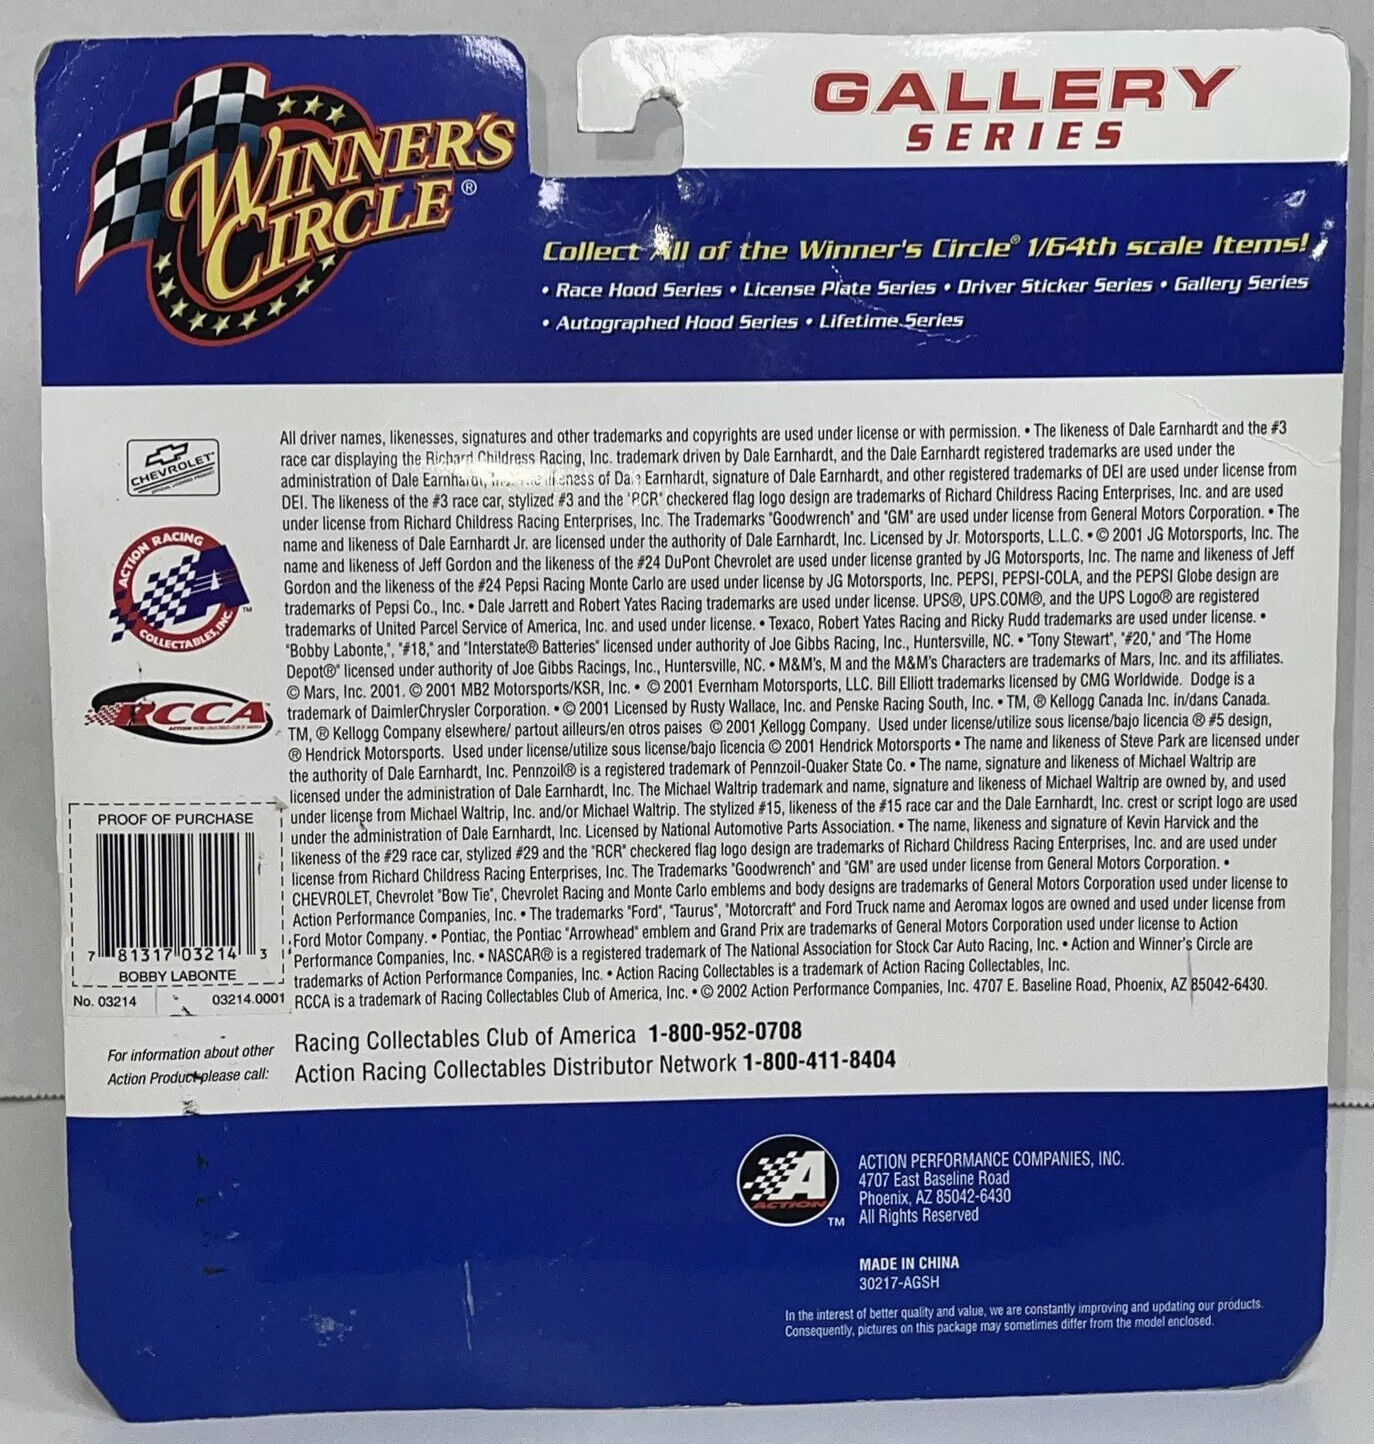 WINNER'S
CIRCLE®
GALLERY
SERIES
Collect All of the Winner's Circle® 1/64th scale Items!
• Race Hood Series • License Plate Series • Driver Sticker Series • Gallery Series
• Autographed Hood Series • Lifetime Series
CHEVROLET
ACTION RACING
COLLECTABLES, INC.
TM
RCCA
All driver names, likenesses, signatures and other trademarks and copyrights are used under license or with permission. • The likeness of Dale Earnhardt and the #3
race car displaying the Richard Childress Racing, Inc. trademark driven by Dale Earnhardt, and the Dale Earnhardt registered trademarks are used under the
administration of Dale Earnhardt, likeness of Dale Earnhardt, signature of Dale Earnhardt, and other registered trademarks of DEI are used under license from
DEI. The likeness of the #3 race car, stylized #3 and the "PCR" checkered flag logo design are trademarks of Richard Childress Racing Enterprises, Inc. and are used
under license from Richard Childress Racing Enterprises, Inc. The Trademarks "Goodwrench" and "GM" are used under license from General Motors Corporation. • The
name and likeness of Dale Earnhardt Jr. are licensed under the authority of Dale Earnhardt, Inc. Licensed by Jr. Motorsports, L.L.C. • © 2001 JG Motorsports, Inc. The
name and likeness of Jeff Gordon and the likeness of the #24 DuPont Chevrolet are used under license granted by JG Motorsports, Inc. The name and likeness of Jeff
Gordon and the likeness of the #24 Pepsi Racing Monte Carlo are used under license by JG Motorsports, Inc. PEPSI, PEPSI-COLA, and the PEPSI Globe design are
trademarks of Pepsi Co., Inc. • Dale Jarrett and Robert Yates Racing trademarks are used under license. UPS®, UPS.COM®, and the UPS Logo® are registered
trademarks of United Parcel Service of America, Inc. and used under license. • Texaco, Robert Yates Racing and Ricky Rudd trademarks are used under license. •
"Bobby Labonte,", "#18," and "Interstate® Batteries" licensed under authority of Joe Gibbs Racing, Inc., Huntersville, NC. • "Tony Stewart", "#20," and "The Home
Depot®" licensed under authority of Joe Gibbs Racings, Inc., Huntersville, NC. • M&M's, M and the M&M's Characters are trademarks of Mars, Inc. and its affiliates.
© Mars, Inc. 2001. © 2001 MB2 Motorsports/KSR, Inc. • © 2001 Evernham Motorsports, LLC. Bill Elliott trademarks licensed by CMG Worldwide. Dodge is a
trademark of DaimlerChrysler Corporation. • © 2001 Licensed by Rusty Wallace, Inc. and Penske Racing South, Inc. • TM, ® Kellogg Canada Inc. in/dans Canada.
TM, ® Kellogg Company elsewhere/ partout ailleurs/en otros paises © 2001 Kellogg Company. Used under license/utilize sous license/bajo licencia ® #5 design,
® Hendrick Motorsports. Used under license/utilize sous license/bajo licencia © 2001 Hendrick Motorsports • The name and likeness of Steve Park are licensed under
the authority of Dale Earnhardt, Inc. Pennzoil® is a registered trademark of Pennzoil-Quaker State Co. • The name, signature and likeness of Michael Waltrip are
licensed under the administration of Dale Earnhardt, Inc. The Michael Waltrip trademark and name, signature and likeness of Michael Waltrip are owned by, and used
under license from Michael Waltrip, Inc. and/or Michael Waltrip. The stylized #15, likeness of the #15 race car and the Dale Earnhardt, Inc. crest or script logo are used
under the administration of Dale Earnhardt, Inc. Licensed by National Automotive Parts Association. • The name, likeness and signature of Kevin Harvick and the
likeness of the #29 race car, stylized #29 and the "RCR" checkered flag logo design are trademarks of Richard Childress Racing Enterprises, Inc. and are used under
license from Richard Childress Racing Enterprises, Inc. The Trademarks "Goodwrench" and "GM" are used under license from General Motors Corporation. •
CHEVROLET, Chevrolet "Bow Tie", Chevrolet Racing and Monte Carlo emblems and body designs are trademarks of General Motors Corporation used under license to
Action Performance Companies, Inc. • The trademarks "Ford", "Taurus", "Motorcraft" and Ford Truck name and Aeromax logos are owned and used under license from
Ford Motor Company. • Pontiac, the Pontiac "Arrowhead" emblem and Grand Prix are trademarks of General Motors Corporation used under license to Action
Performance Companies, Inc. • NASCAR® is a registered trademark of The National Association for Stock Car Auto Racing, Inc. • Action and Winner's Circle are
trademarks of Action Performance Companies, Inc. • Action Racing Collectables is a trademark of Action Racing Collectables, Inc.
RCCA is a trademark of Racing Collectables Club of America, Inc. • © 2002 Action Performance Companies, Inc. 4707 E. Baseline Road, Phoenix, AZ 85042-6430.
PROOF OF PURCHASE
7 81317 03214 3
BOBBY LABONTE
No. 03214 03214.0001
For information about other
Action Product please call:
Racing Collectables Club of America 1-800-952-0708
Action Racing Collectables Distributor Network 1-800-411-8404
ACTION
TM
ACTION PERFORMANCE COMPANIES, INC.
4707 East Baseline Road
Phoenix, AZ 85042-6430
All Rights Reserved
MADE IN CHINA
30217-AGSH
In the interest of better quality and value, we are constantly improving and updating our products.
Consequently, pictures on this package may sometimes differ from the model enclosed.